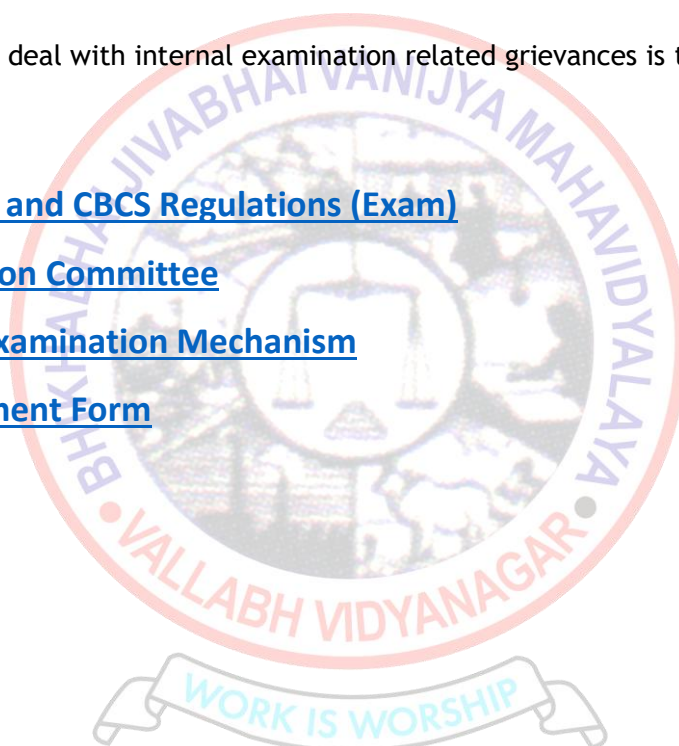 deal with internal examination related grievances is t
and CBCS Regulations (Exam)
on Committee
xamination Mechanism
nent Form
BHIKHABHAI JIVABHAI VANIJYA MAHAVIDYALAYA
VALLABH VIDYANAGAR
WORK IS WORSHIP